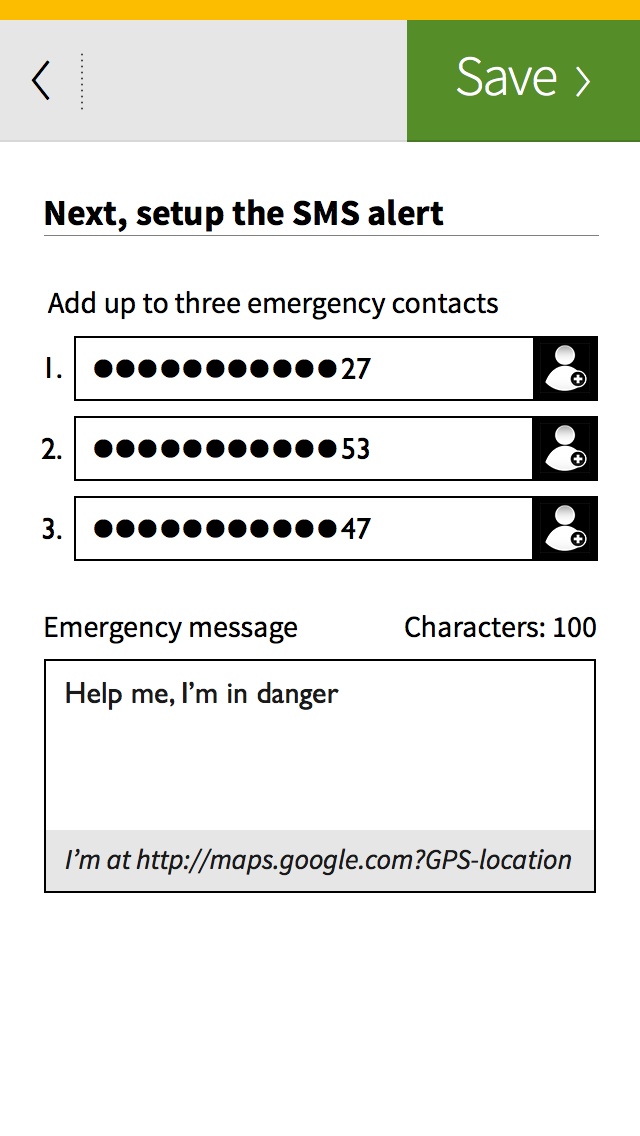 Save
Next, setup the SMS alert
Add up to three emergency contacts
1. ●●●●●●●●●●●27
2. ●●●●●●●●●●●53
3. ●●●●●●●●●●●47
Emergency message Characters: 100
Help me, I'm in danger
I'm at http://maps.google.com?GPS-location